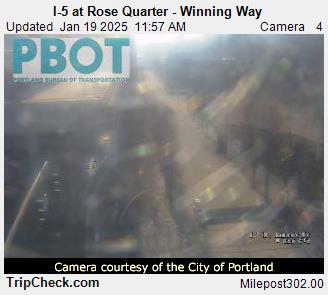 I-5 at Rose Quarter - Winning Way
Updated Jan 19 2025 11:57 AM Camera 4
PBOT
PORTLAND BUREAU OF TRANSPORTATION
Camera courtesy of the City of Portland
TripCheck.com Milepost302.00